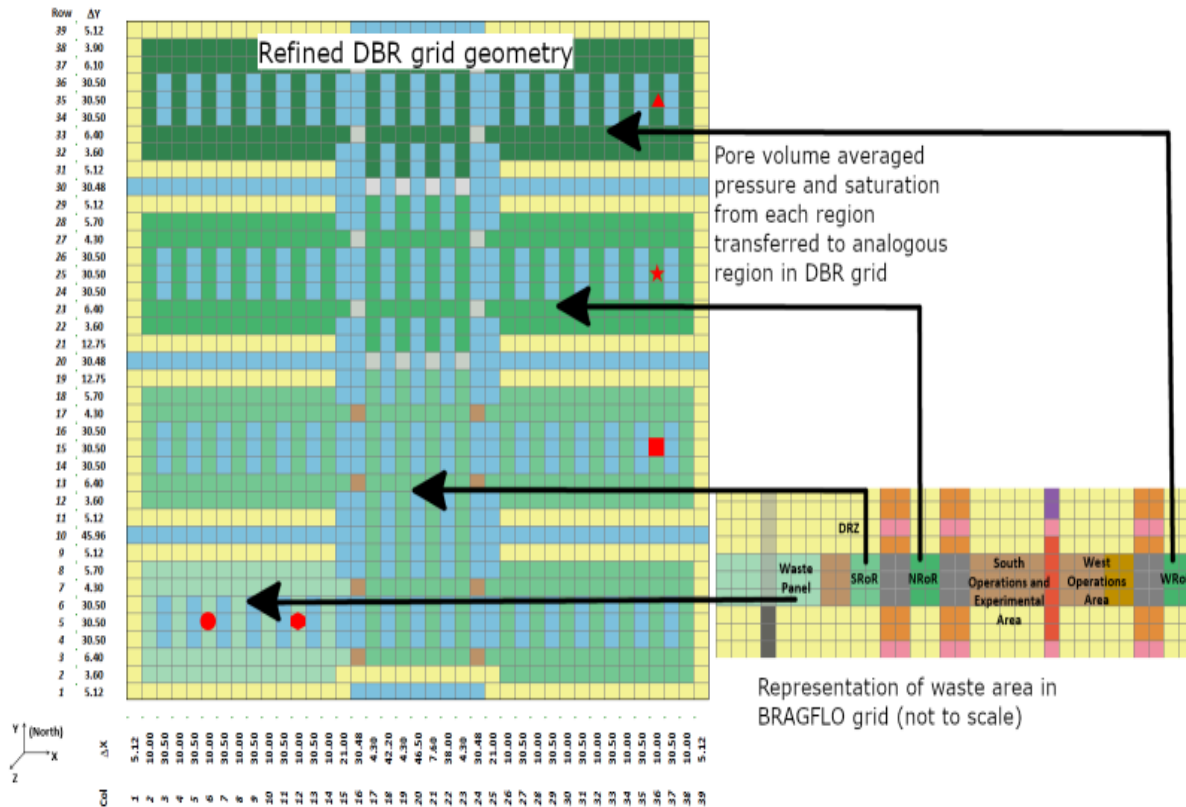 Row ΔY
39 5.12
38 3.90
37 6.10
36 30.50
35 30.50
34 30.50
33 6.40
32 3.60
31 5.12
30 30.48
29 5.12
28 5.70
27 4.30
26 30.50
25 30.50
24 30.50
23 6.40
22 3.60
21 12.75
20 30.48
19 12.75
18 5.70
17 4.30
16 30.50
15 30.50
14 30.50
13 6.40
12 3.60
11 5.12
10 45.96
9 5.12
8 5.70
7 4.30
6 30.50
5 30.50
4 30.50
3 6.40
2 3.60
1 5.12
Refined DBR grid geometry
Pore volume averaged
pressure and saturation
from each region
transferred to analogous
region in DBR grid
DRZ
Waste
Panel
SRoR
NRoR
South
Operations and
Experimental
Area
West
Operations
Area
WRo
Representation of waste area in
BRAGFLO grid (not to scale)
Y (North)
X
Z
ΔX 5.12 10.00 30.50 10.00 30.50 10.00 30.50 10.00 30.50 10.00 30.50 10.00 30.50 10.00 21.00 30.48 4.30 42.20 4.30 46.50 7.60 38.00 4.30 30.48 21.00 10.00 30.50 10.00 30.50 10.00 30.50 10.00 30.50 10.00 30.50 10.00 30.50 10.00 5.12
Col 1 2 3 4 5 6 7 8 9 10 11 12 13 14 15 16 17 18 19 20 21 22 23 24 25 26 27 28 29 30 31 32 33 34 35 36 37 38 39